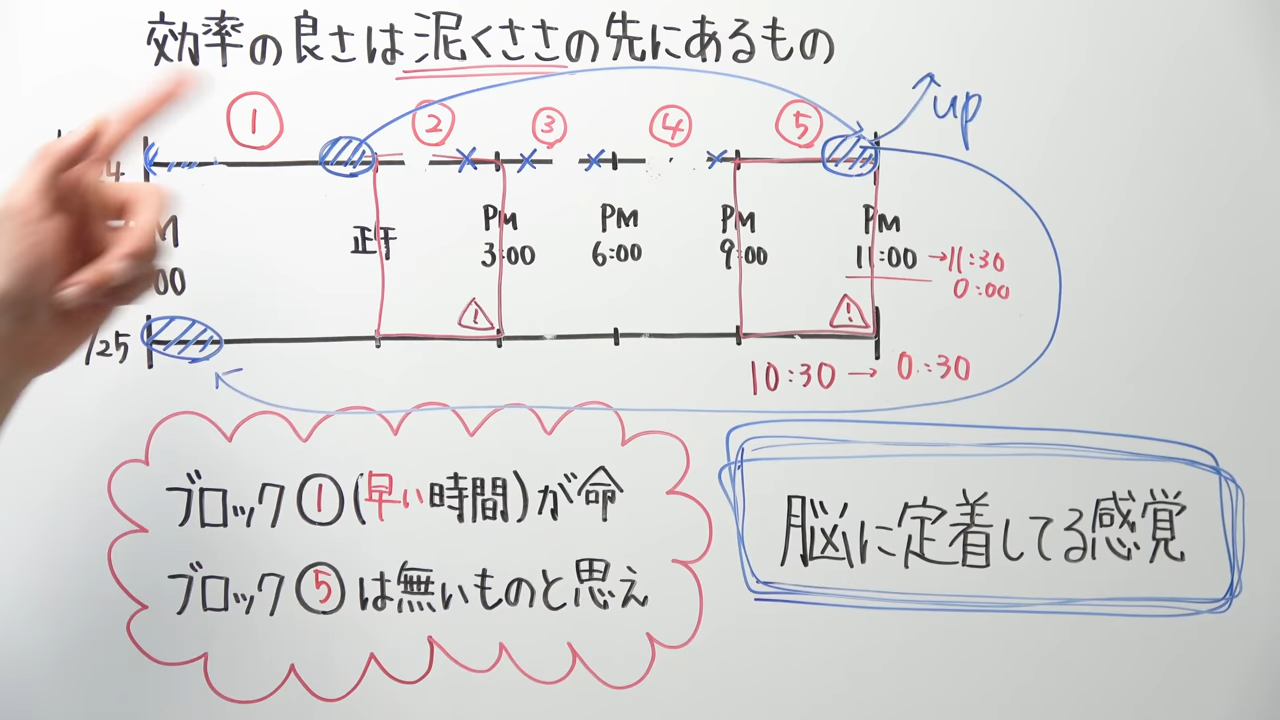 効率の良さは泥くささの先にあるもの
① ② ③ ④ ⑤ up
正午 PM 3:00 PM 6:00 PM 9:00 PM 11:00 →11:30
0:00
/25
! !
10:30 → 0:30
ブロック①(早い時間)が命
ブロック⑤は無いものと思え
脳に定着してる感覚